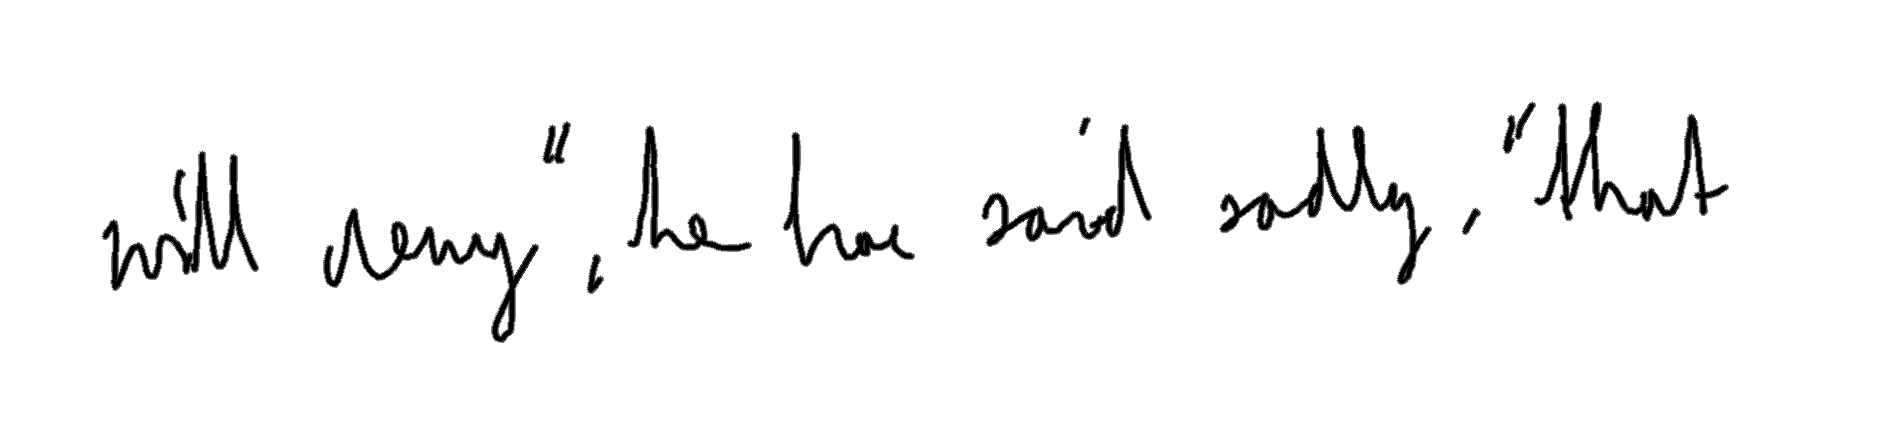 will deny", he has said sadly, "that